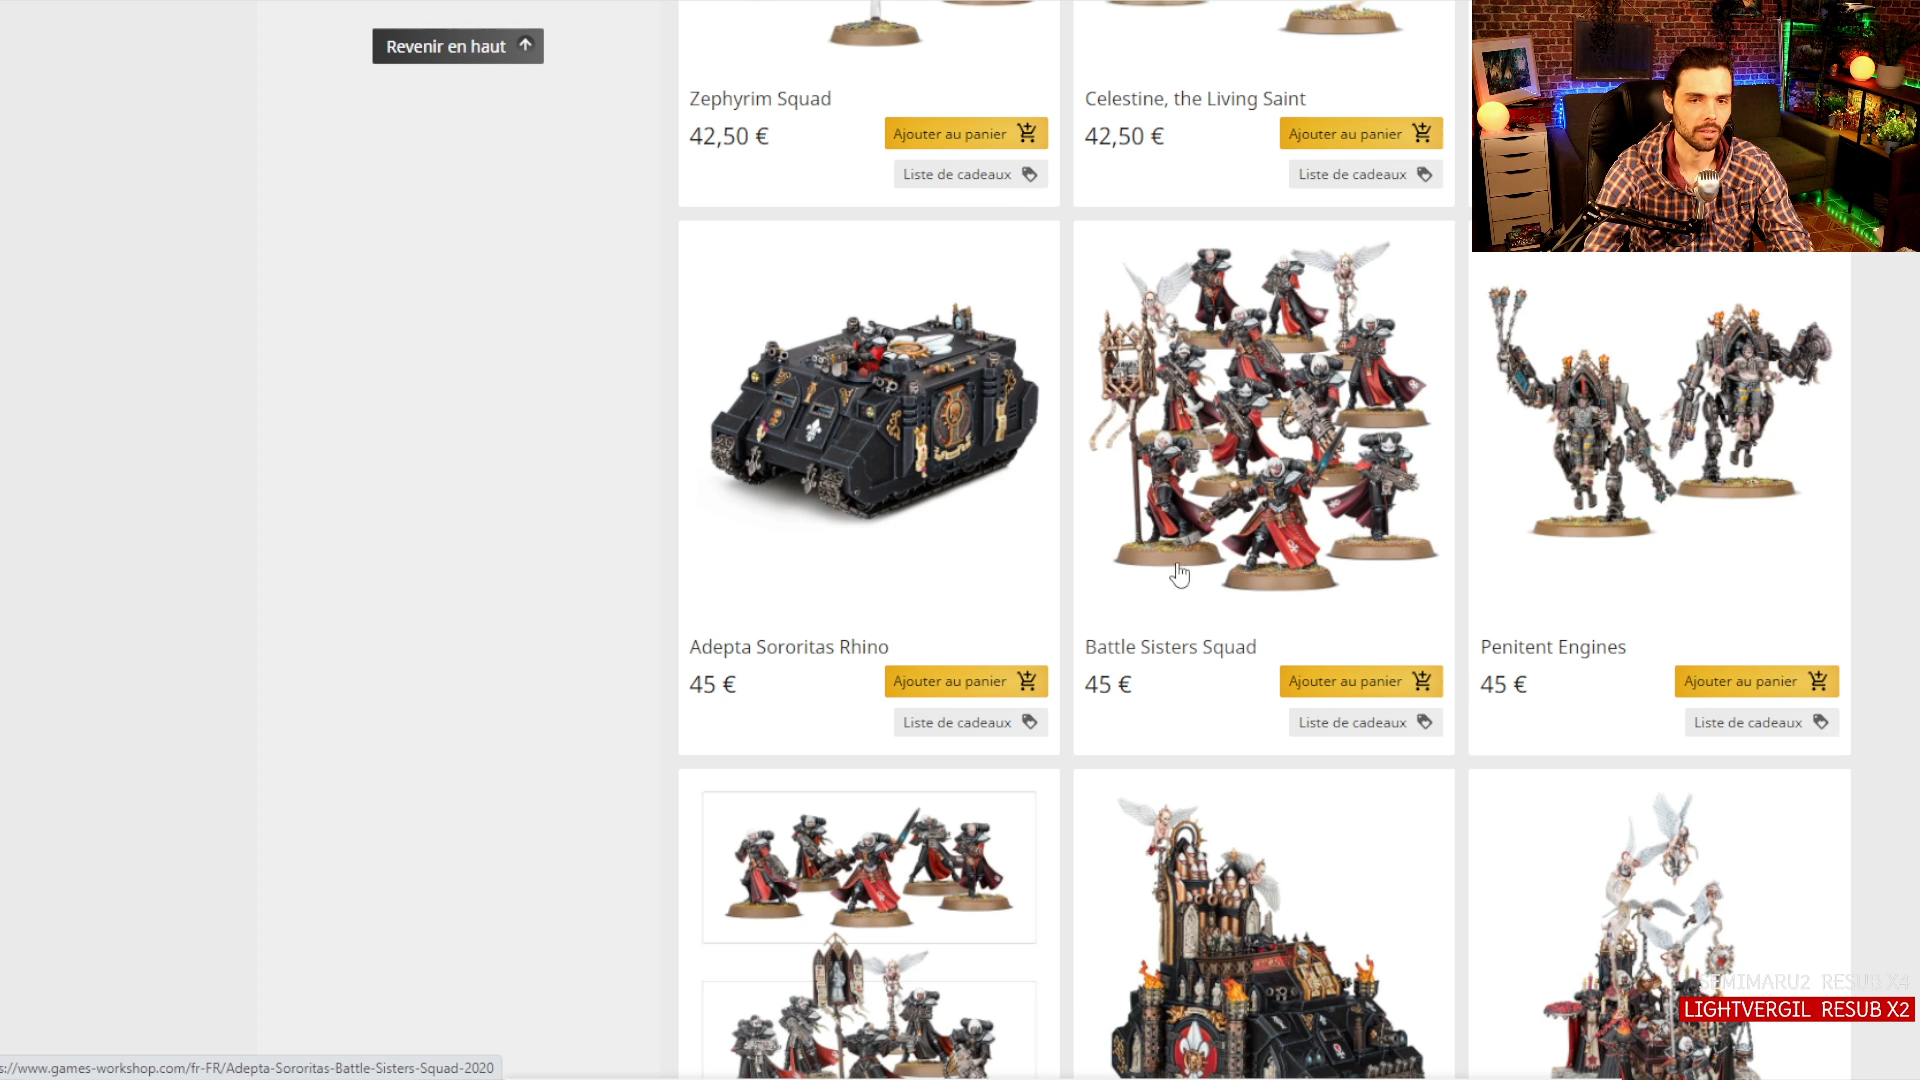 Revenir en haut
Zephyrim Squad
42,50 €
Ajouter au panier
Liste de cadeaux
Celestine, the Living Saint
42,50 €
Ajouter au panier
Liste de cadeaux
Adepta Sororitas Rhino
45 €
Ajouter au panier
Liste de cadeaux
Battle Sisters Squad
45 €
Ajouter au panier
Liste de cadeaux
Penitent Engines
45 €
Ajouter au panier
Liste de cadeaux
RESUB X4
LIGHTVERGIL RESUB X2
s://www.games-workshop.com/fr-FR/Adepta-Sororitas-Battle-Sisters-Squad-2020